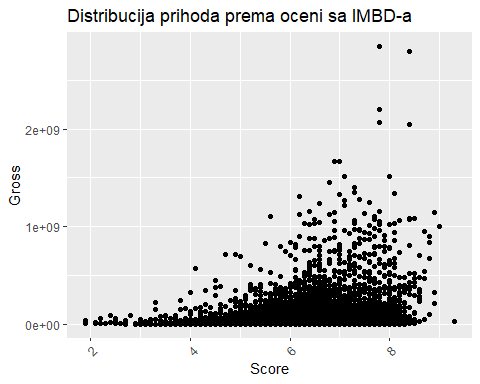 Distribucija prihoda prema oceni sa IMBD-a
Gross
2e+09
1e+09
0e+00
2
4
6
8
Score